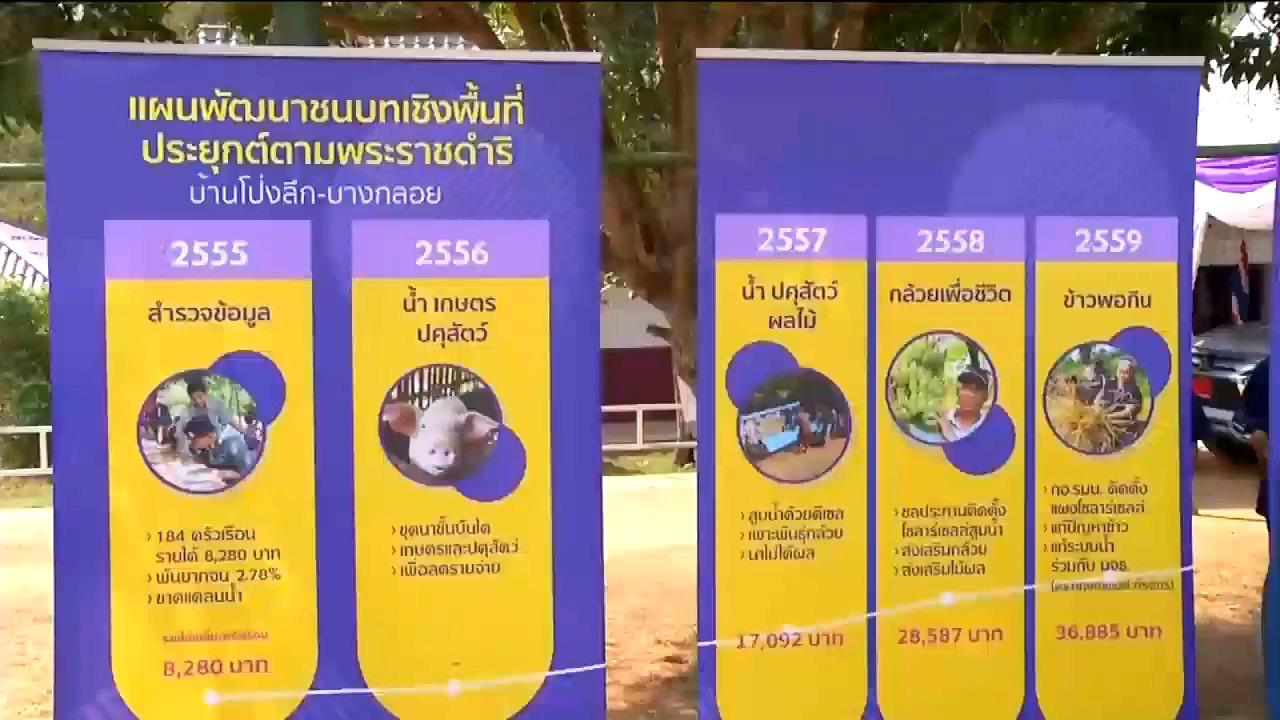 แผนพัฒนาชนบทเชิงพื้นที่
ประยุกต์ตามพระราชดำริ
บ้านโป่งลึก-บางกลอย
2555
สำรวจข้อมูล
› 184 ครัวเรือน
รายได้ 8,280 บาท
› พ้นยากจน 2.78%
› ขาดแคลนน้ำ
8,280 บาท
2556
น้ำ เกษตร
ปศุสัตว์
› ขุดนาขั้นบันได
› เกษตรและปศุสัตว์
› เพื่อลดรายจ่าย
2557
น้ำ ปศุสัตว์
ผลไม้
› สูบน้ำด้วยดีเซล
› เพาะพันธุ์กล้วย
› นาไม่ได้ผล
17,092 บาท
2558
กล้วยเพื่อชีวิต
› ชลประทานติดตั้ง
โซลาร์เซลล์สูบน้ำ
› ส่งเสริมกล้วย
› ส่งเสริมไม้ผล
28,587 บาท
2559
ข้าวพอกิน
› กอ.รมน. ติดตั้ง
แผงโซลาร์เซลล์
› แก้ปัญหาข้าว
› แก้ระบบน้ำ
ร่วมกับ มจธ.
36,885 บาท